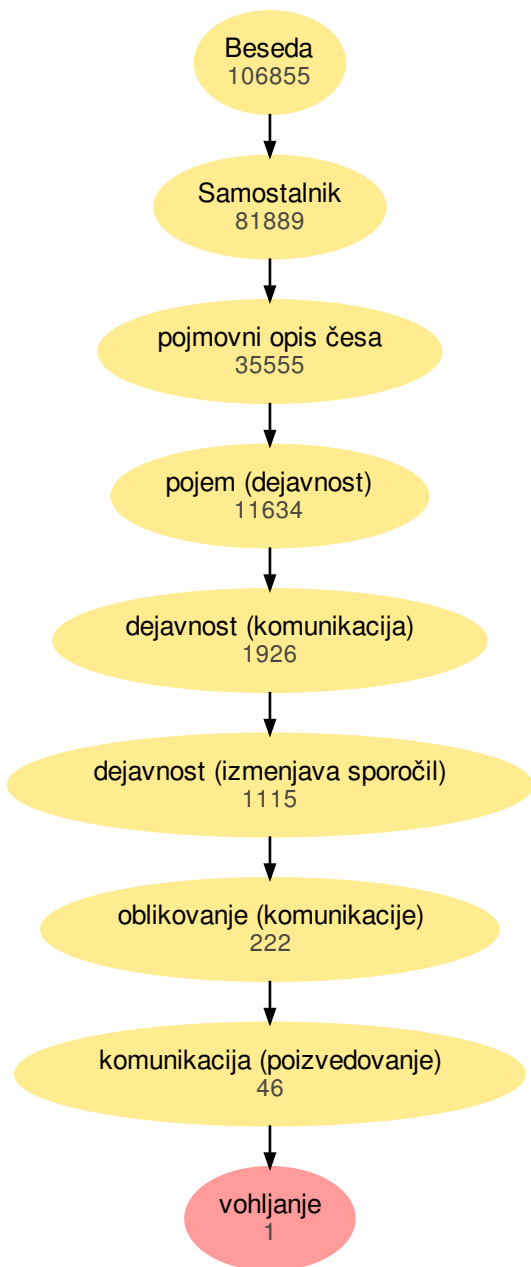 Beseda
106855
Samostalnik
81889
pojmovni opis česa
35555
pojem (dejavnost)
11634
dejavnost (komunikacija)
1926
dejavnost (izmenjava sporočil)
1115
oblikovanje (komunikacije)
222
komunikacija (poizvedovanje)
46
vohljanje
1